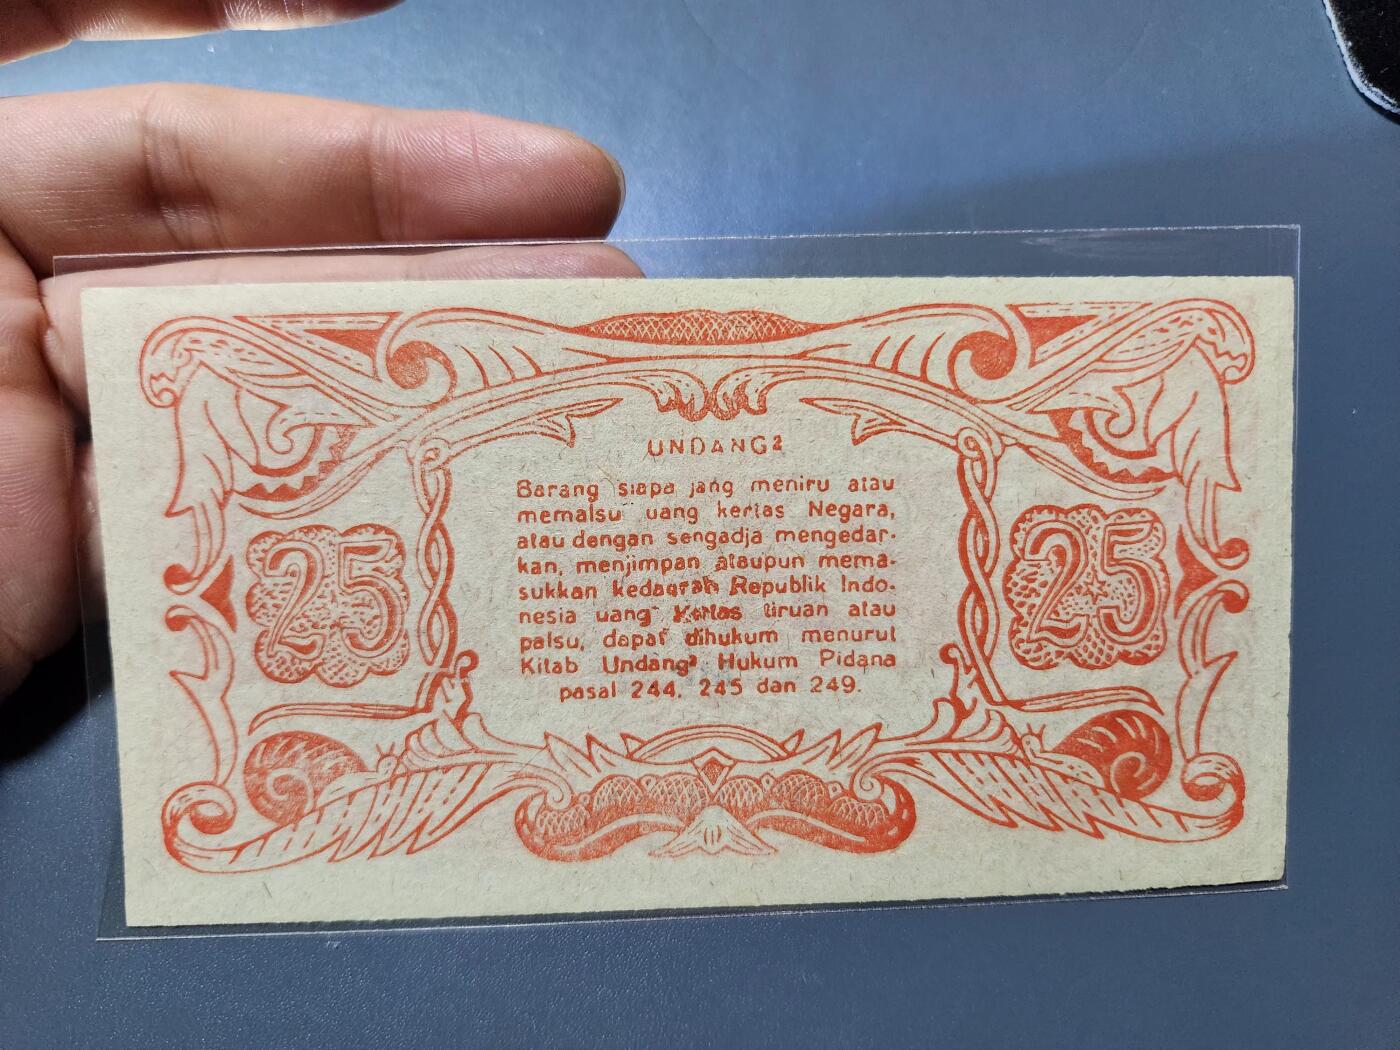 UNDANG2
Barang siapa jang meniru atau
memalsu uang kertas Negara,
atau dengan sengadja mengedar-
kan, menjimpan ataupun mema-
sukkan kedaerah Republik Indo-
nesia uang kertas tiruan atau
palsu, dapat dihukum menurut
Kitab Undang2 Hukum Pidana
pasal 244, 245 dan 249.
25
25